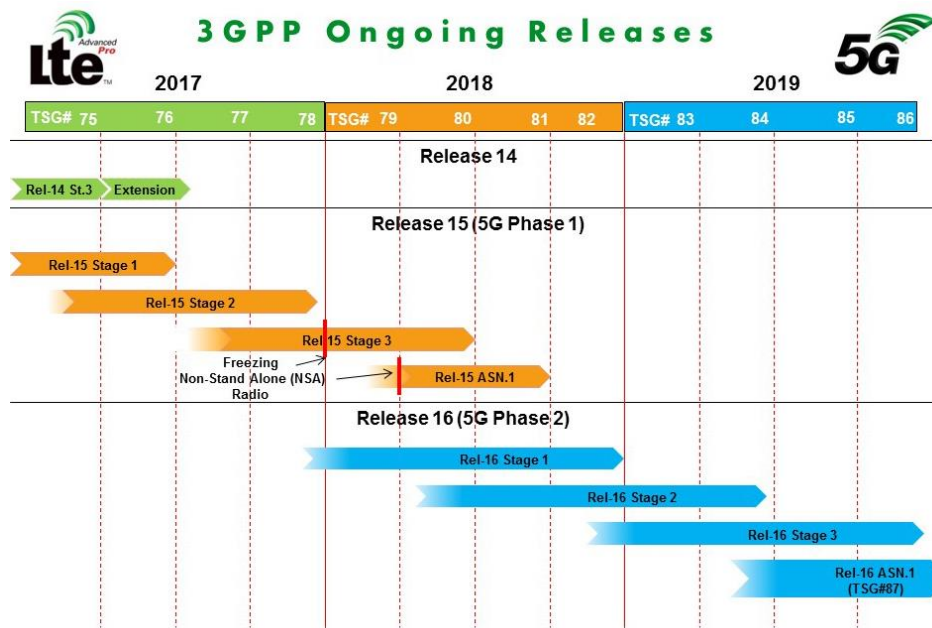 3GPP Ongoing Releases
LTE Advanced Pro TM
5G
2017 2018 2019
TSG# 75 76 77 78 TSG# 79 80 81 82 TSG# 83 84 85 86
Release 14
Rel-14 St.3 Extension
Release 15 (5G Phase 1)
Rel-15 Stage 1
Rel-15 Stage 2
Rel-15 Stage 3
Freezing
Non-Stand Alone (NSA)
Radio
Rel-15 ASN.1
Release 16 (5G Phase 2)
Rel-16 Stage 1
Rel-16 Stage 2
Rel-16 Stage 3
Rel-16 ASN.1
(TSG#87)